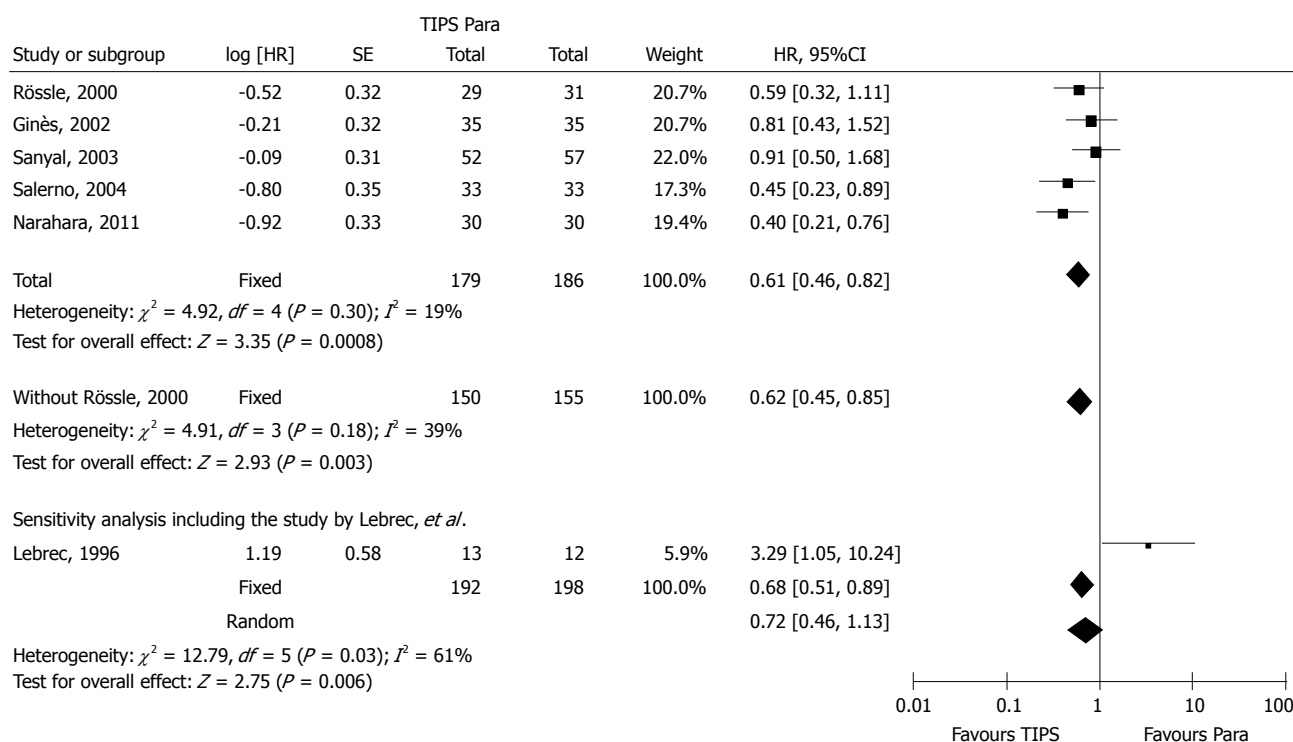 TIPS Para
Study or subgroup log [HR] SE Total Total Weight HR, 95%CI
Rössle, 2000 -0.52 0.32 29 31 20.7% 0.59 [0.32, 1.11]
Ginès, 2002 -0.21 0.32 35 35 20.7% 0.81 [0.43, 1.52]
Sanyal, 2003 -0.09 0.31 52 57 22.0% 0.91 [0.50, 1.68]
Salerno, 2004 -0.80 0.35 33 33 17.3% 0.45 [0.23, 0.89]
Narahara, 2011 -0.92 0.33 30 30 19.4% 0.40 [0.21, 0.76]
Total Fixed 179 186 100.0% 0.61 [0.46, 0.82]
Heterogeneity: χ² = 4.92, df = 4 (P = 0.30); I² = 19%
Test for overall effect: Z = 3.35 (P = 0.0008)
Without Rössle, 2000 Fixed 150 155 100.0% 0.62 [0.45, 0.85]
Heterogeneity: χ² = 4.91, df = 3 (P = 0.18); I² = 39%
Test for overall effect: Z = 2.93 (P = 0.003)
Sensitivity analysis including the study by Lebrec, et al.
Lebrec, 1996 1.19 0.58 13 12 5.9% 3.29 [1.05, 10.24]
Fixed 192 198 100.0% 0.68 [0.51, 0.89]
Random 0.72 [0.46, 1.13]
Heterogeneity: χ² = 12.79, df = 5 (P = 0.03); I² = 61%
Test for overall effect: Z = 2.75 (P = 0.006)
0.01 0.1 1 10 100
Favours TIPS Favours Para